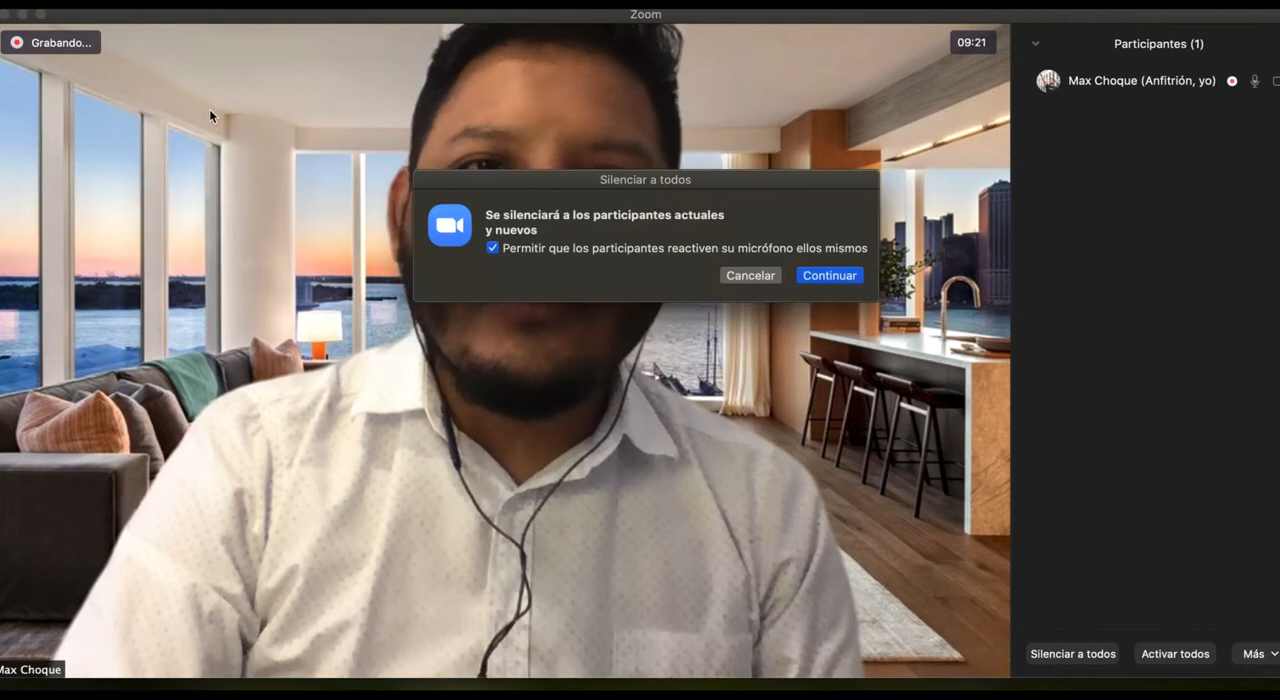 Zoom
Grabando...
09:21
Participantes (1)
Max Choque (Anfitrión, yo)
Silenciar a todos
Se silenciará a los participantes actuales
y nuevos
Permitir que los participantes reactiven su micrófono ellos mismos
Cancelar
Continuar
Max Choque
Silenciar a todos
Activar todos
Más